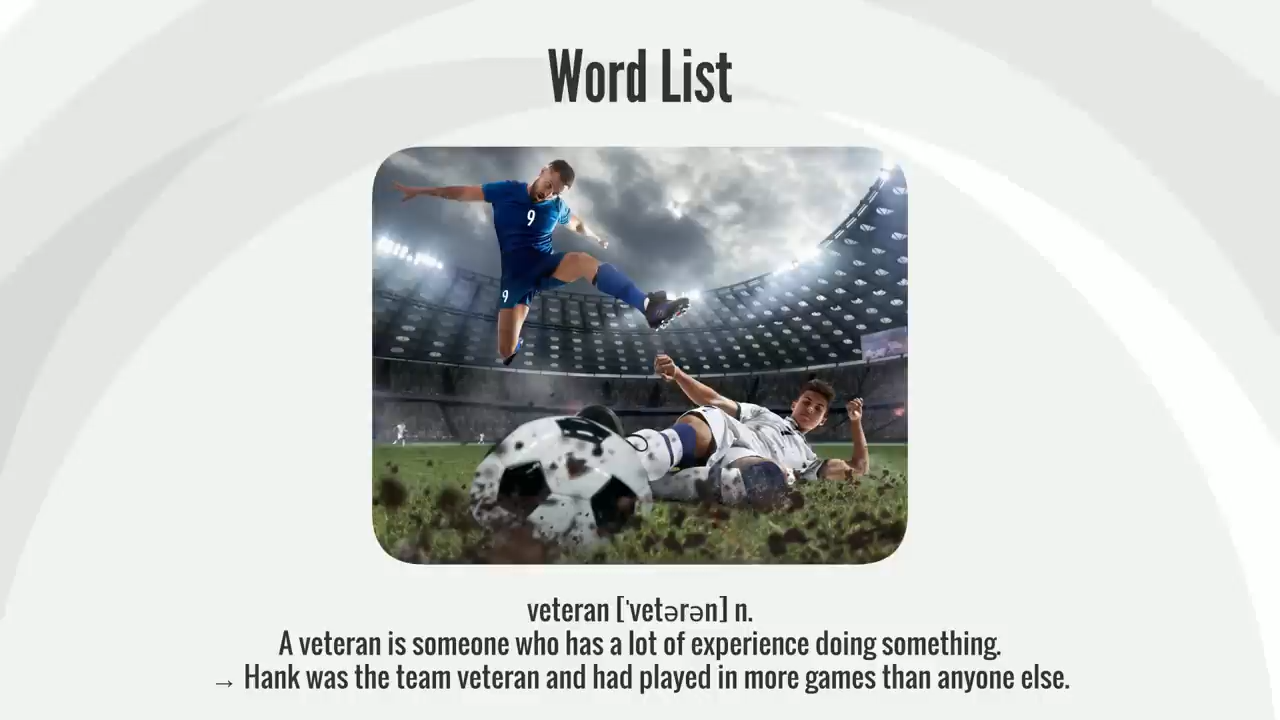 Word List
9
9
veteran [ˈvetərən] n.
A veteran is someone who has a lot of experience doing something.
→ Hank was the team veteran and had played in more games than anyone else.